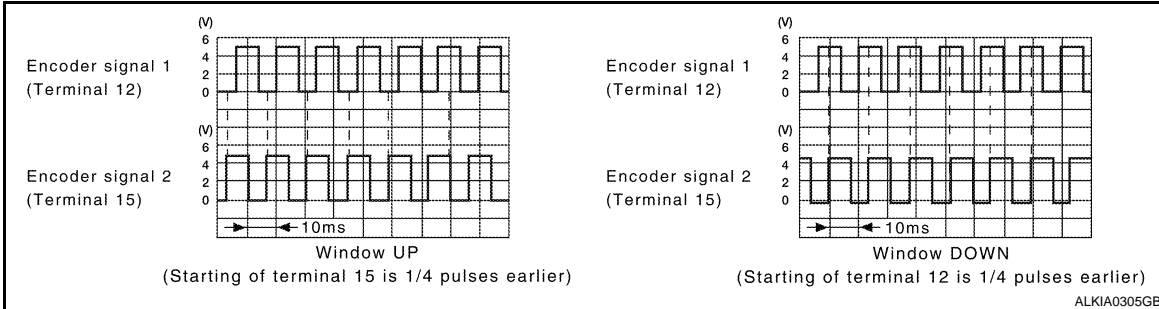 (V)
6
4
2
0
Encoder signal 1
(Terminal 12)
(V)
6
4
2
0
Encoder signal 2
(Terminal 15)
10ms
Window UP
(Starting of terminal 15 is 1/4 pulses earlier)
(V)
6
4
2
0
Encoder signal 1
(Terminal 12)
(V)
6
4
2
0
Encoder signal 2
(Terminal 15)
10ms
Window DOWN
(Starting of terminal 12 is 1/4 pulses earlier)
ALKIA0305GB